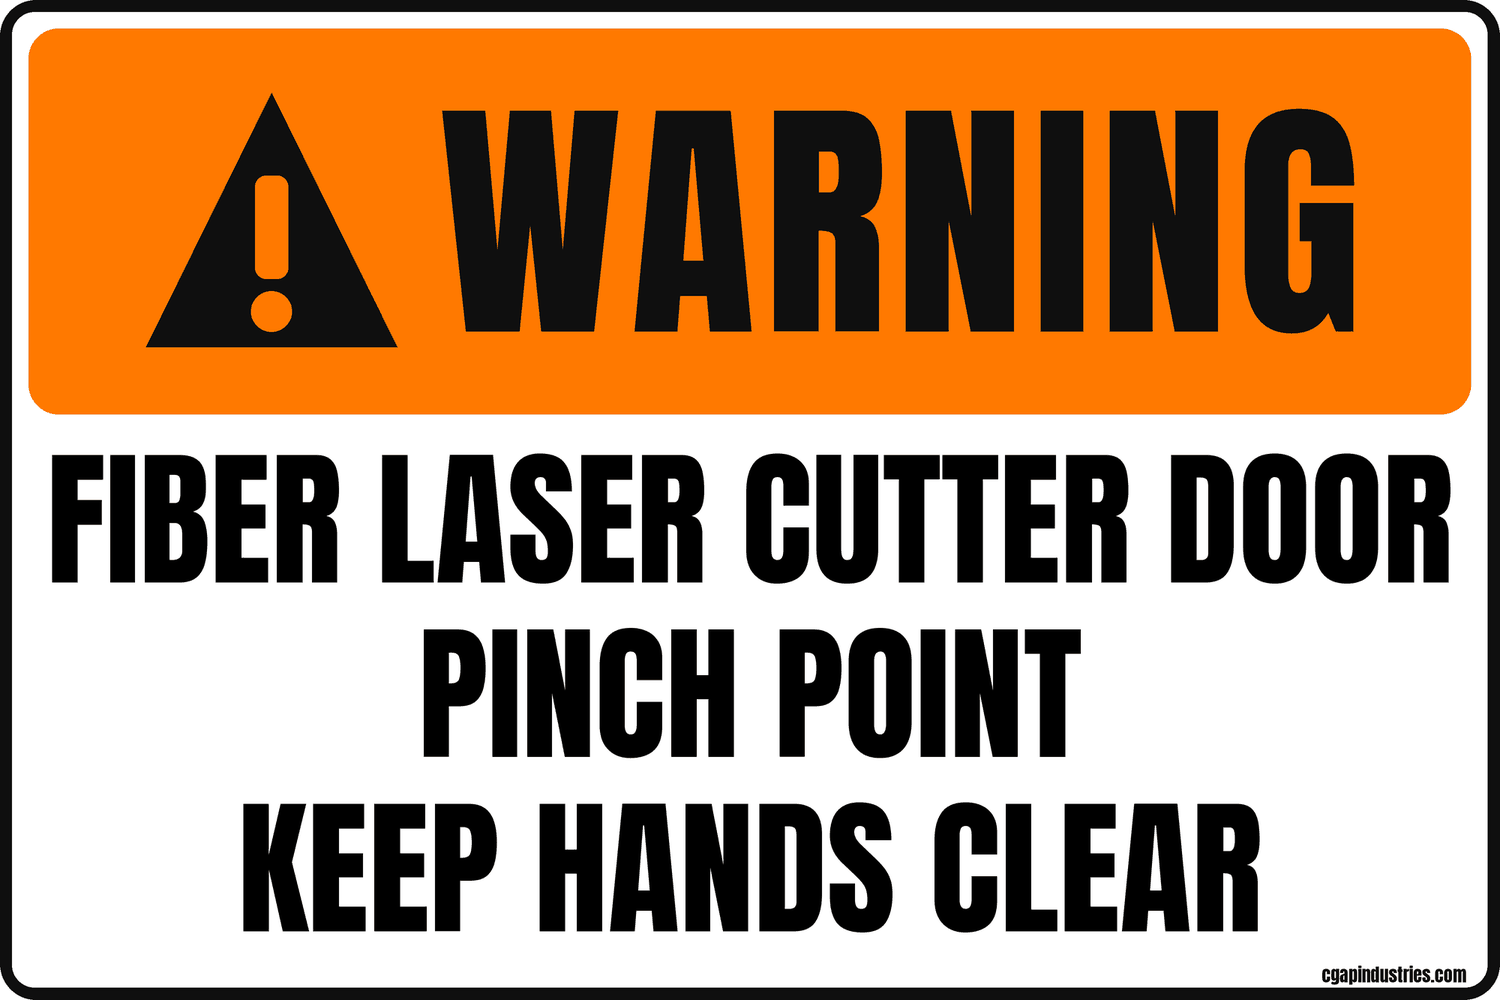 WARNING
FIBER LASER CUTTER DOOR
PINCH POINT
KEEP HANDS CLEAR
cgapindustries.com